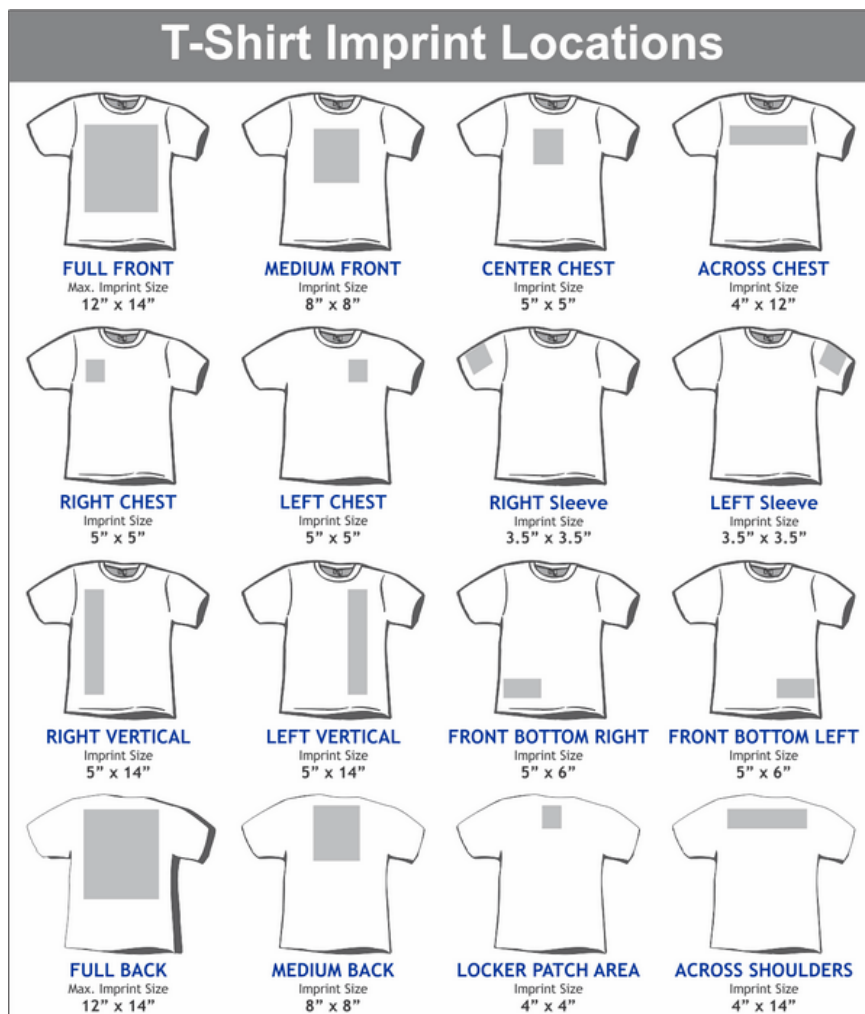 T-Shirt Imprint Locations
FULL FRONT
Max. Imprint Size
12” x 14”
MEDIUM FRONT
Imprint Size
8” x 8”
CENTER CHEST
Imprint Size
5” x 5”
ACROSS CHEST
Imprint Size
4” x 12”
RIGHT CHEST
Imprint Size
5” x 5”
LEFT CHEST
Imprint Size
5” x 5”
RIGHT Sleeve
Imprint Size
3.5” x 3.5”
LEFT Sleeve
Imprint Size
3.5” x 3.5”
RIGHT VERTICAL
Imprint Size
5” x 14”
LEFT VERTICAL
Imprint Size
5” x 14”
FRONT BOTTOM RIGHT
Imprint Size
5” x 6”
FRONT BOTTOM LEFT
Imprint Size
5” x 6”
FULL BACK
Max. Imprint Size
12” x 14”
MEDIUM BACK
Imprint Size
8” x 8”
LOCKER PATCH AREA
Imprint Size
4” x 4”
ACROSS SHOULDERS
Imprint Size
4” x 14”